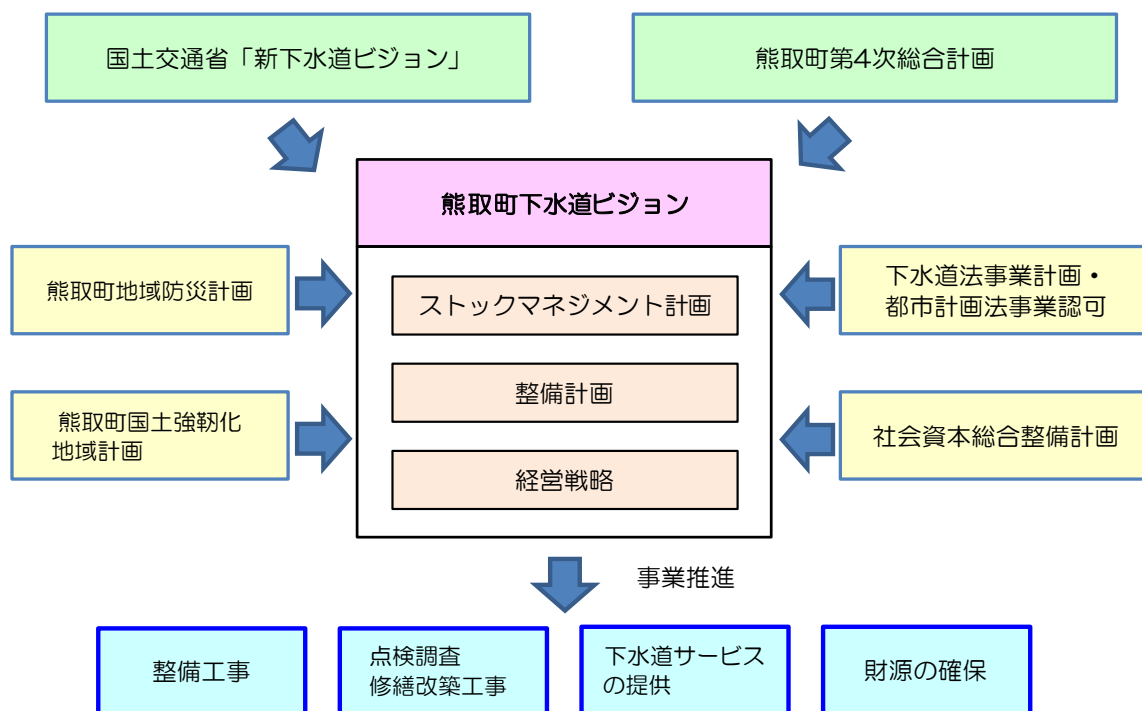 国土交通省「新下水道ビジョン」
熊取町第4次総合計画
熊取町下水道ビジョン
熊取町地域防災計画
ストックマネジメント計画
下水道法事業計画・
都市計画法事業認可
整備計画
熊取町国土強靭化
地域計画
社会資本総合整備計画
経営戦略
事業推進
整備工事
点検調査
修繕改築工事
下水道サービス
の提供
財源の確保